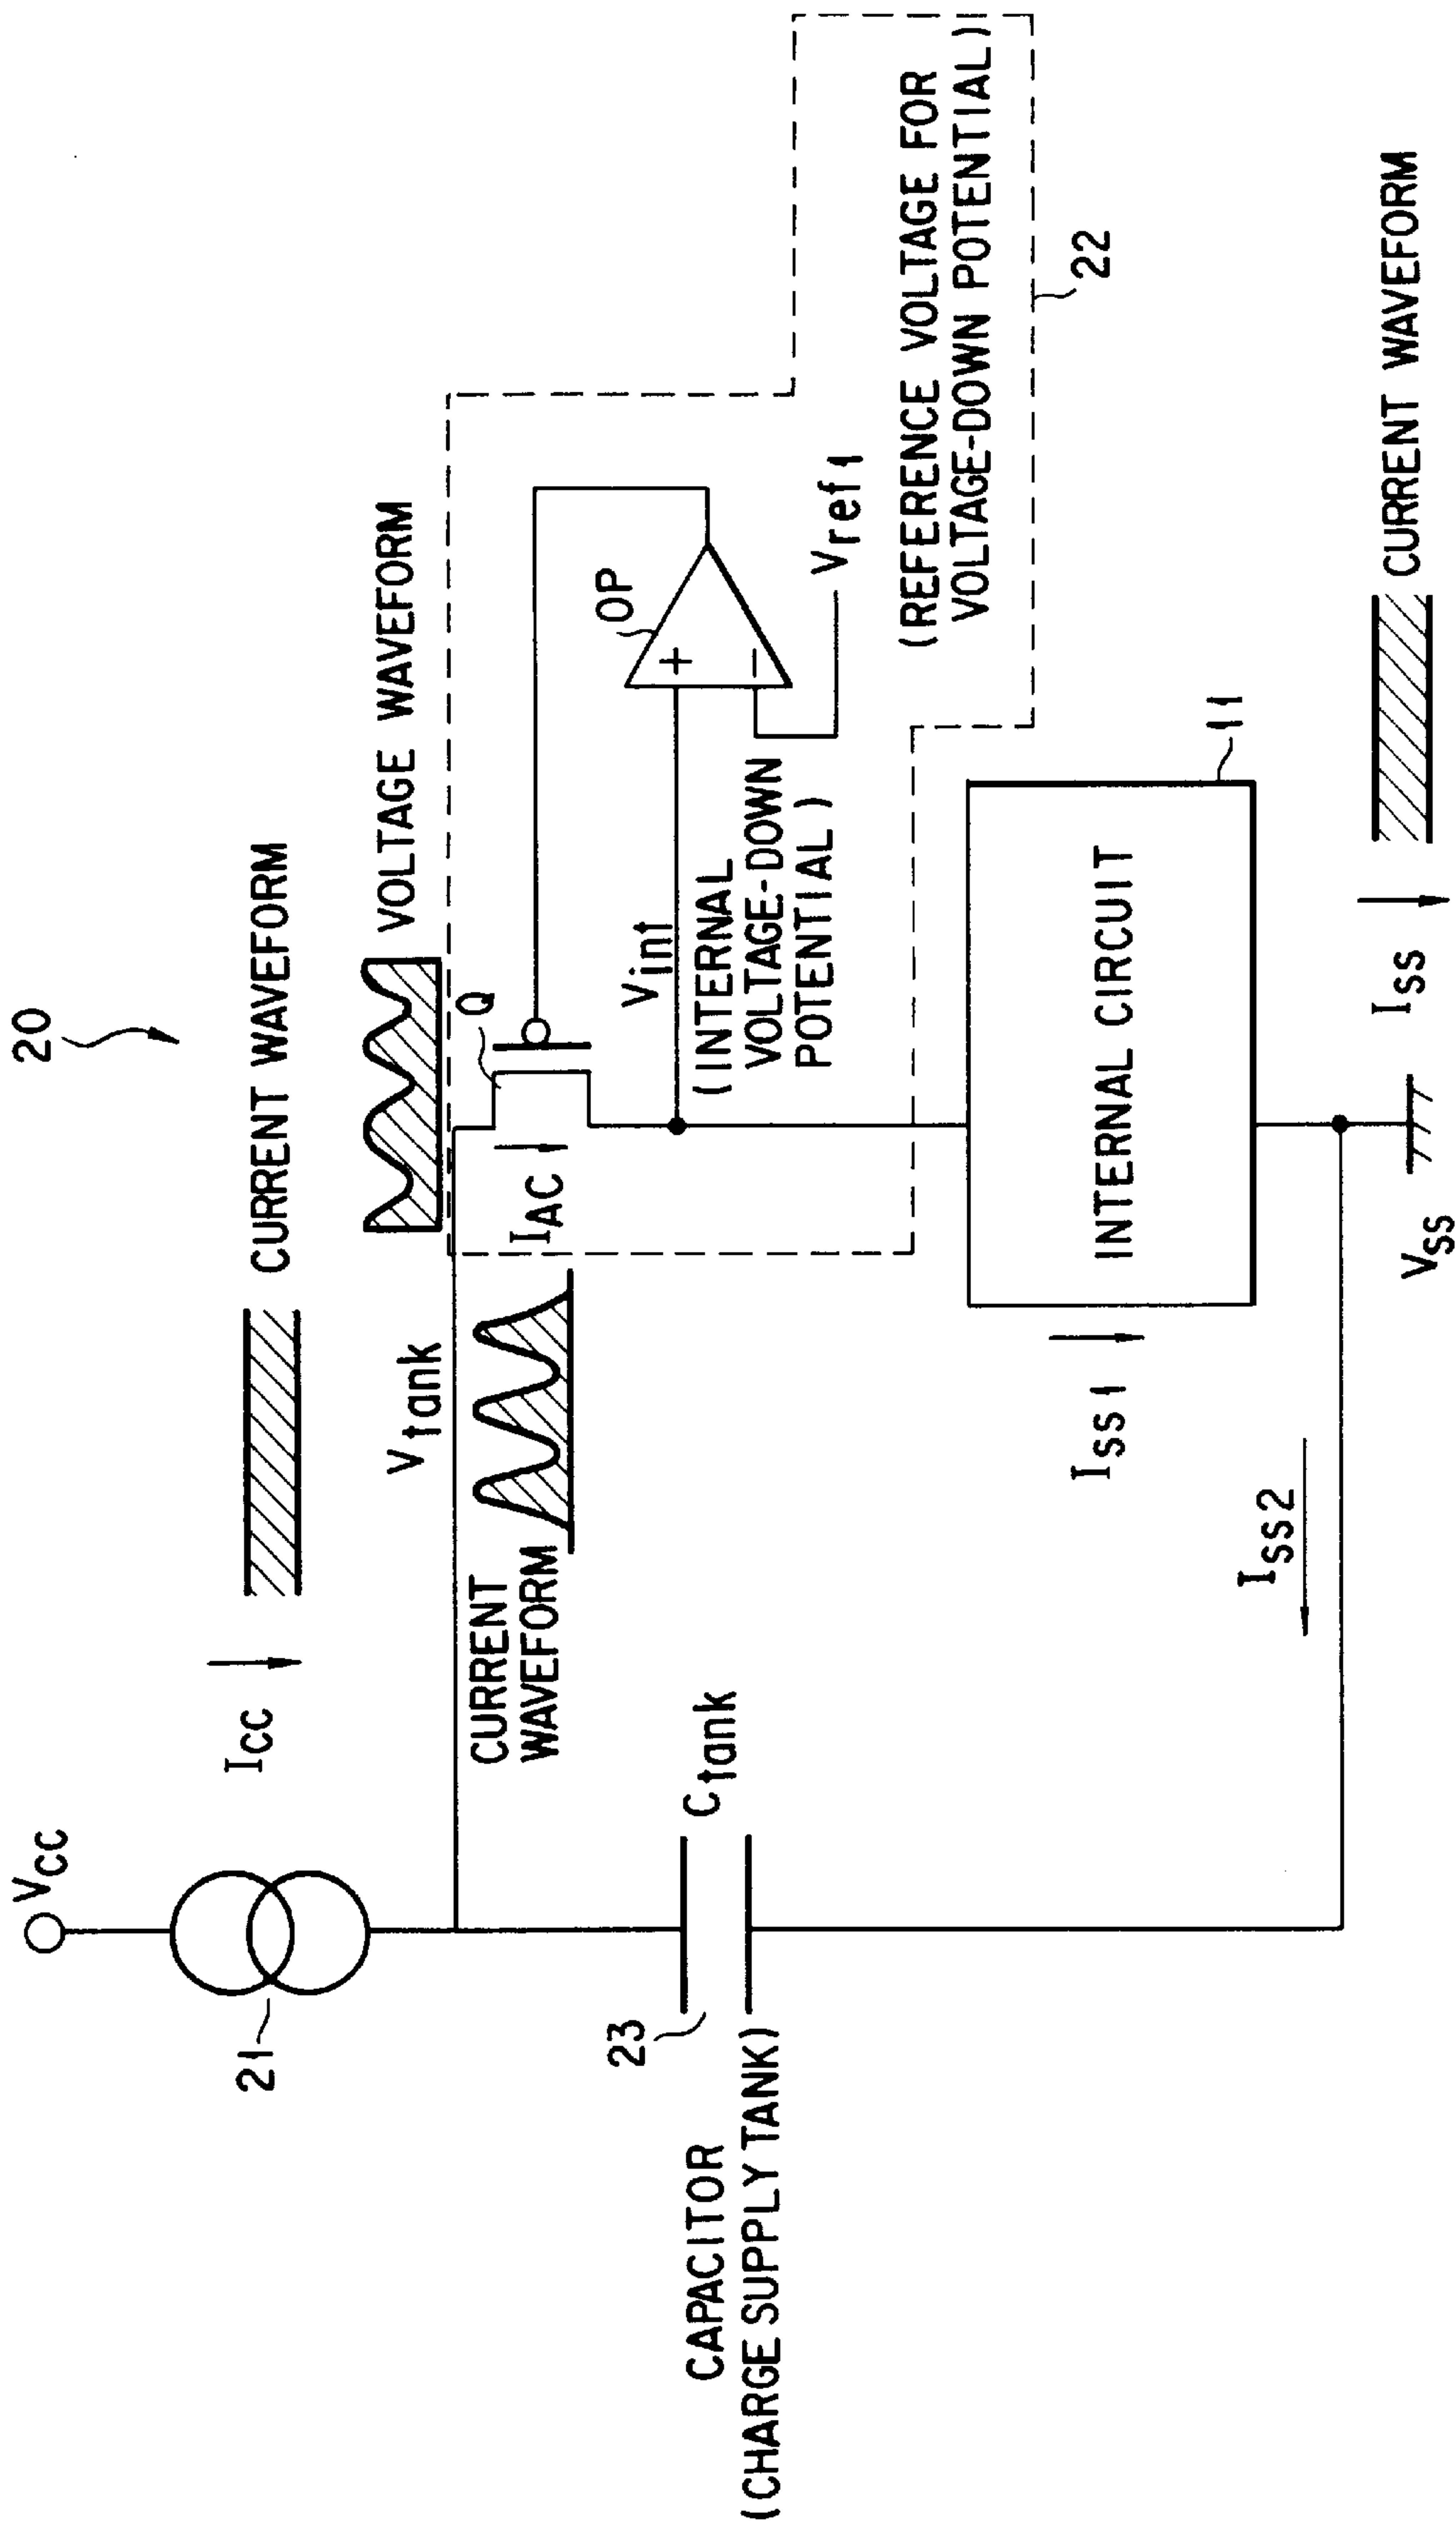 20
VCC
21
ICC
CURRENT WAVEFORM
Vtank
VOLTAGE WAVEFORM
CURRENT
WAVEFORM
Q
IAC
OP
+
−
Vint
(INTERNAL
VOLTAGE-DOWN
POTENTIAL)
Vref1
(REFERENCE VOLTAGE FOR
VOLTAGE-DOWN POTENTIAL)
22
23
Ctank
CAPACITOR
(CHARGE SUPPLY TANK)
INTERNAL CIRCUIT
11
ISS1
ISS2
VSS
ISS
CURRENT WAVEFORM